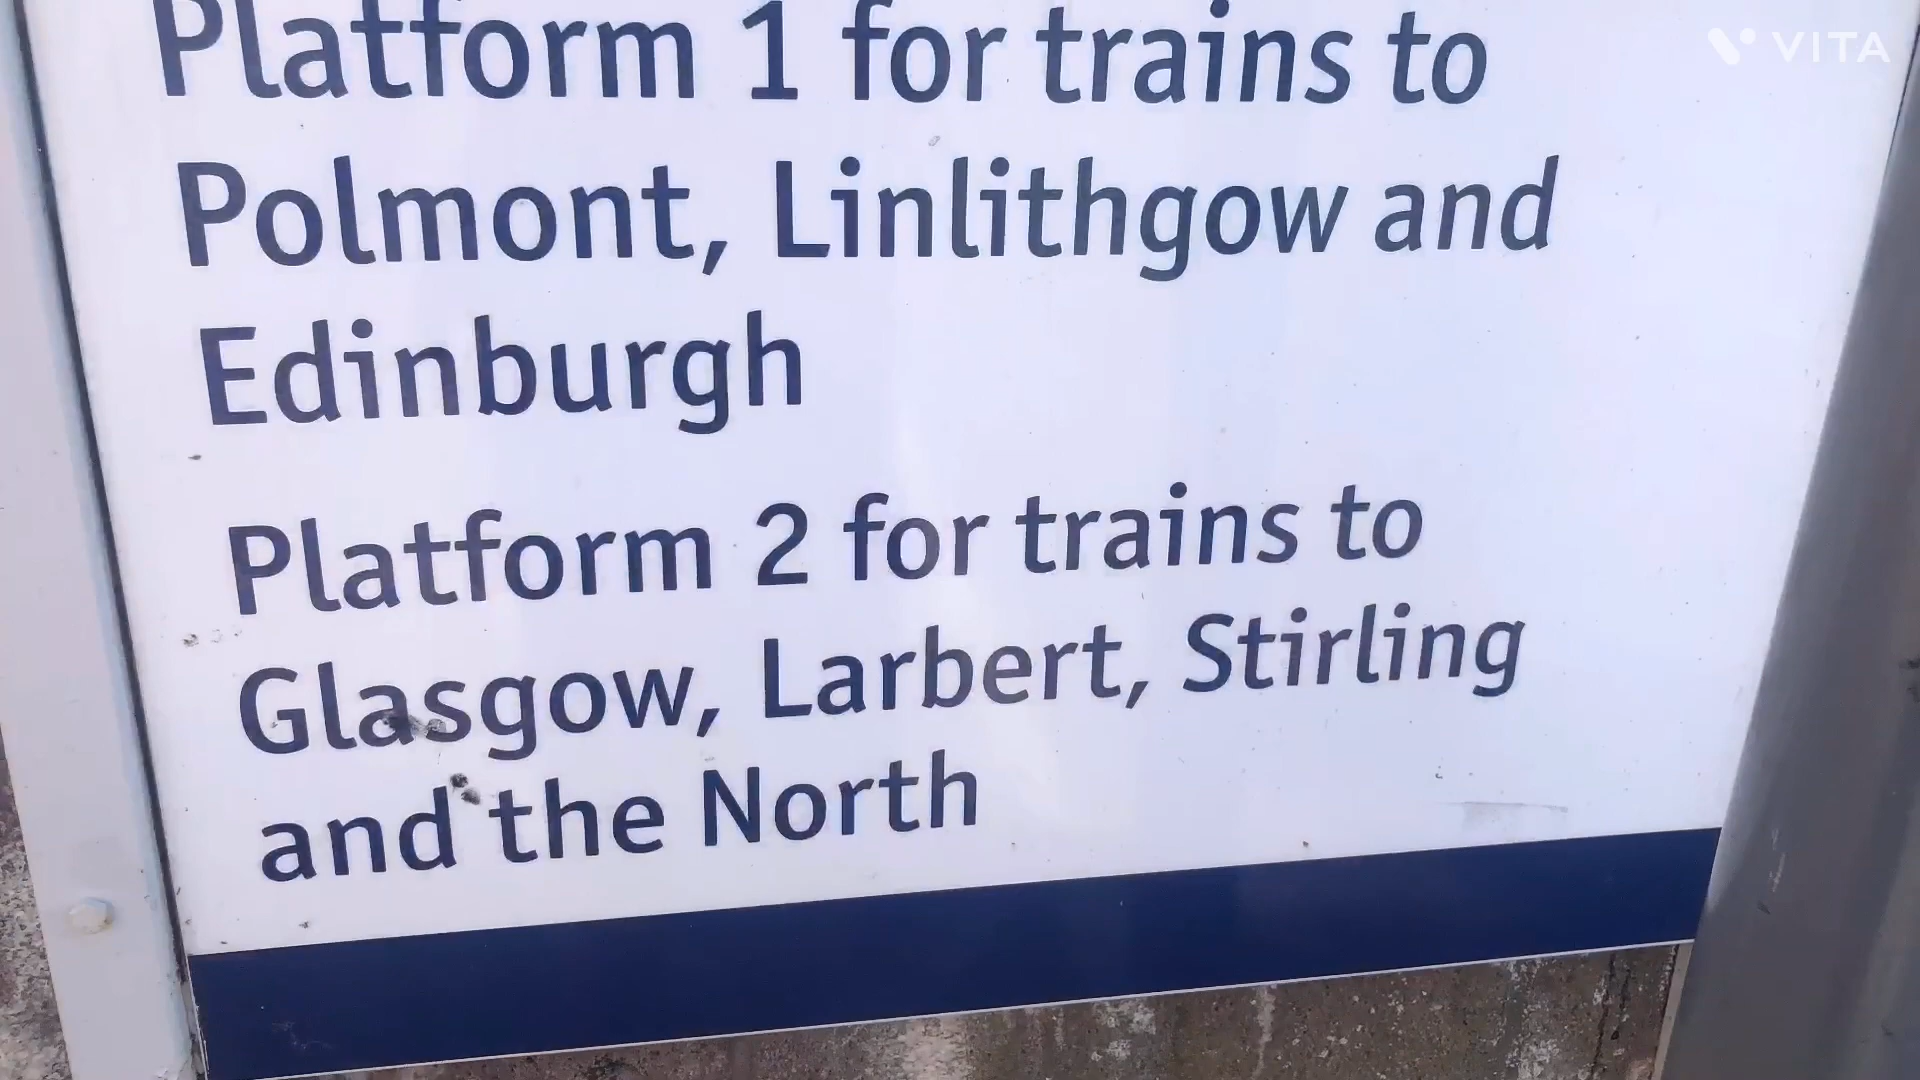 VITA
Platform 1 for trains to
Polmont, Linlithgow and
Edinburgh
Platform 2 for trains to
Glasgow, Larbert, Stirling
and the North